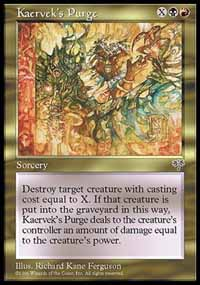 Kaervek's Purge
X
Sorcery
Destroy target creature with casting
cost equal to X. If that creature is
put into the graveyard in this way,
Kaervek's Purge deals to the creature's
controller an amount of damage equal
to the creature's power.
Illus. Richard Kane Ferguson